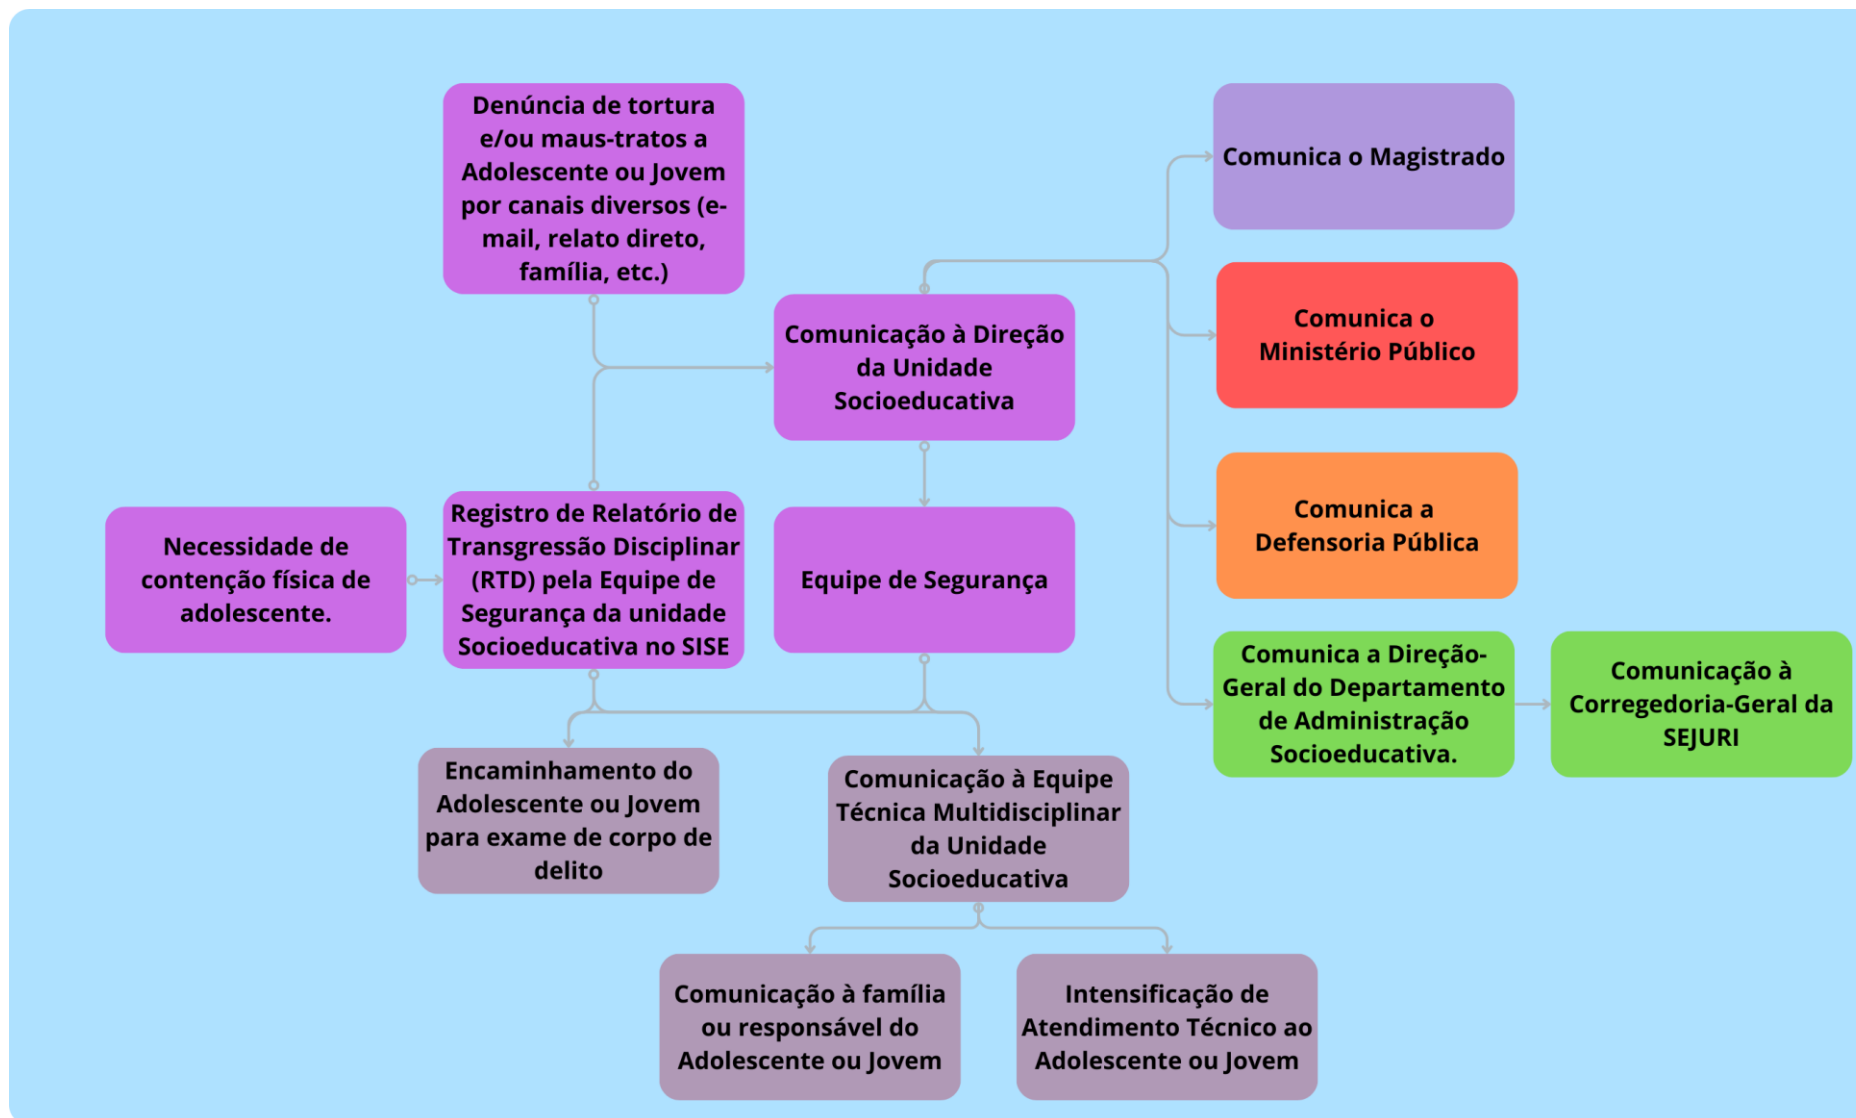 Denúncia de tortura
e/ou maus-tratos a
Adolescente ou Jovem
por canais diversos (e-
mail, relato direto,
família, etc.)
Comunica o Magistrado
Comunicação à Direção
da Unidade
Socioeducativa
Comunica o
Ministério Público
Necessidade de
contenção física de
adolescente.
Registro de Relatório de
Transgressão Disciplinar
(RTD) pela Equipe de
Segurança da unidade
Socioeducativa no SISE
Equipe de Segurança
Comunica a
Defensoria Pública
Comunica a Direção-
Geral do Departamento
de Administração
Socioeducativa.
Comunicação à
Corregedoria-Geral da
SEJURI
Encaminhamento do
Adolescente ou Jovem
para exame de corpo de
delito
Comunicação à Equipe
Técnica Multidisciplinar
da Unidade
Socioeducativa
Comunicação à família
ou responsável do
Adolescente ou Jovem
Intensificação de
Atendimento Técnico ao
Adolescente ou Jovem